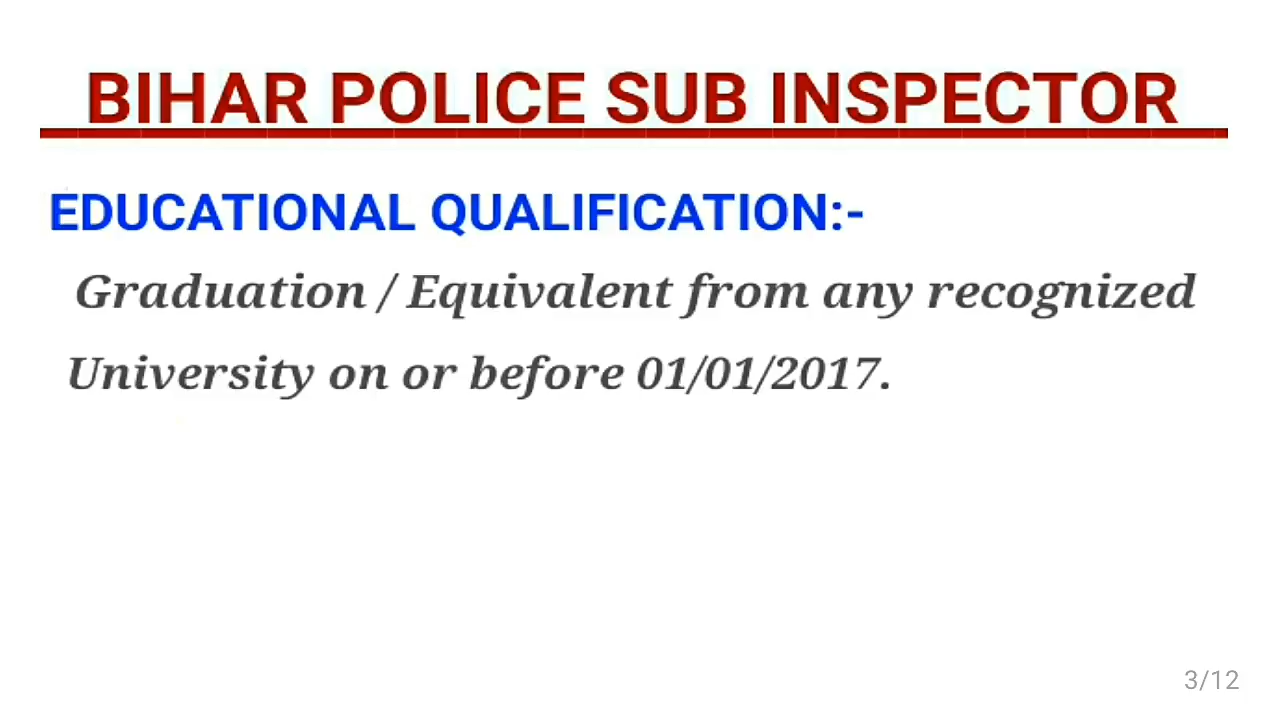 BIHAR POLICE SUB INSPECTOR
EDUCATIONAL QUALIFICATION:-
Graduation / Equivalent from any recognized
University on or before 01/01/2017.
3/12